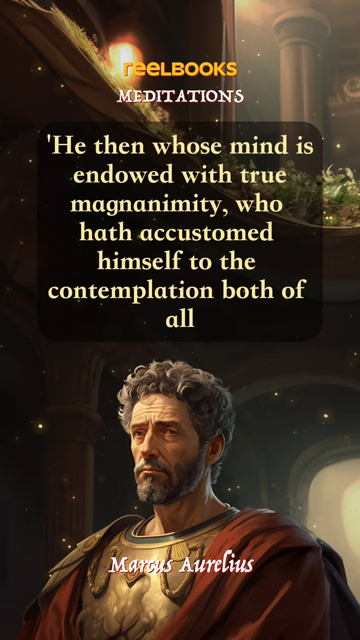 reelbooks
MEDITATIONS
'He then whose mind is
endowed with true
magnanimity, who
hath accustomed
himself to the
contemplation both of
all
Marcus Aurelius